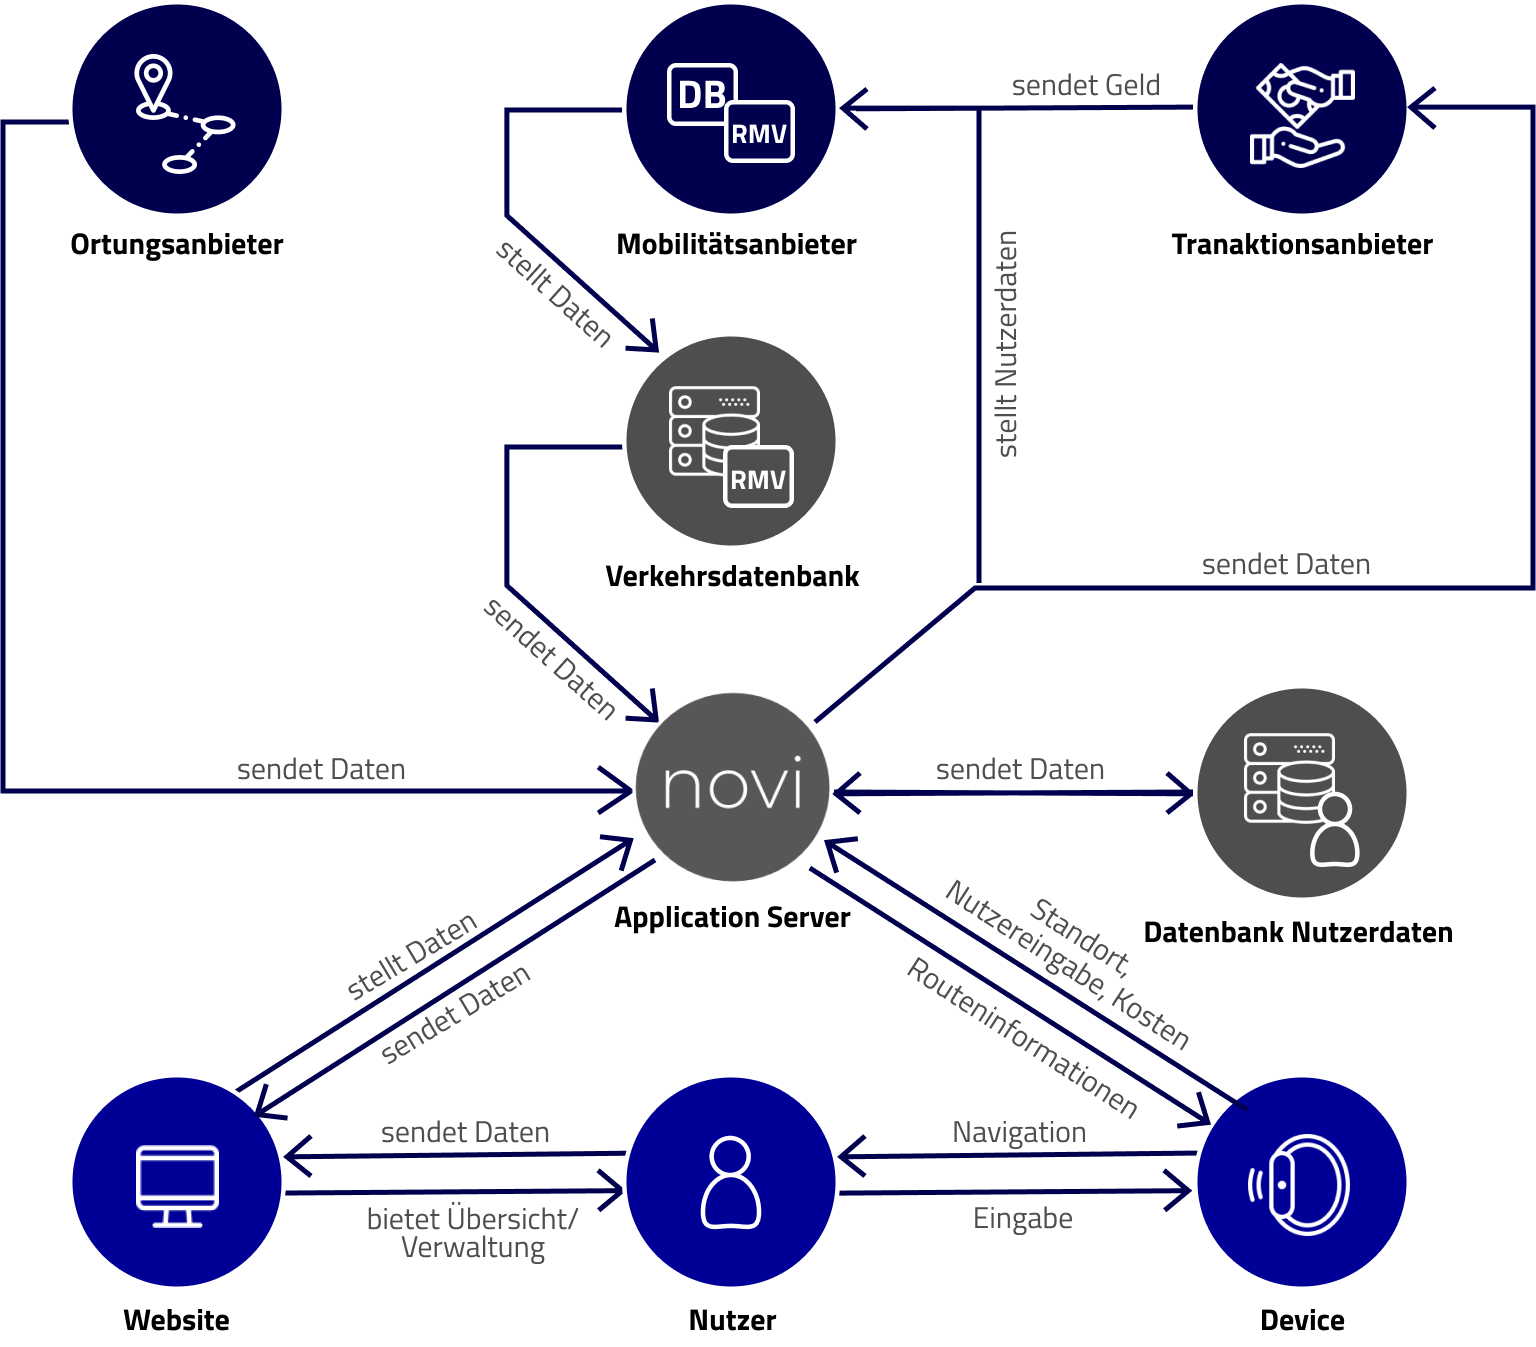 sendet Geld
DB
RMV
Ortungsanbieter
Mobilitätsanbieter
Tranaktionsanbieter
stellt Daten
stellt Nutzerdaten
RMV
Verkehrsdatenbank
sendet Daten
sendet Daten
sendet Daten
novi
sendet Daten
Application Server
Datenbank Nutzerdaten
stellt Daten
sendet Daten
Standort,
Nutzereingabe, Kosten
Routeninformationen
sendet Daten
Navigation
bietet Übersicht/
Verwaltung
Eingabe
Website
Nutzer
Device